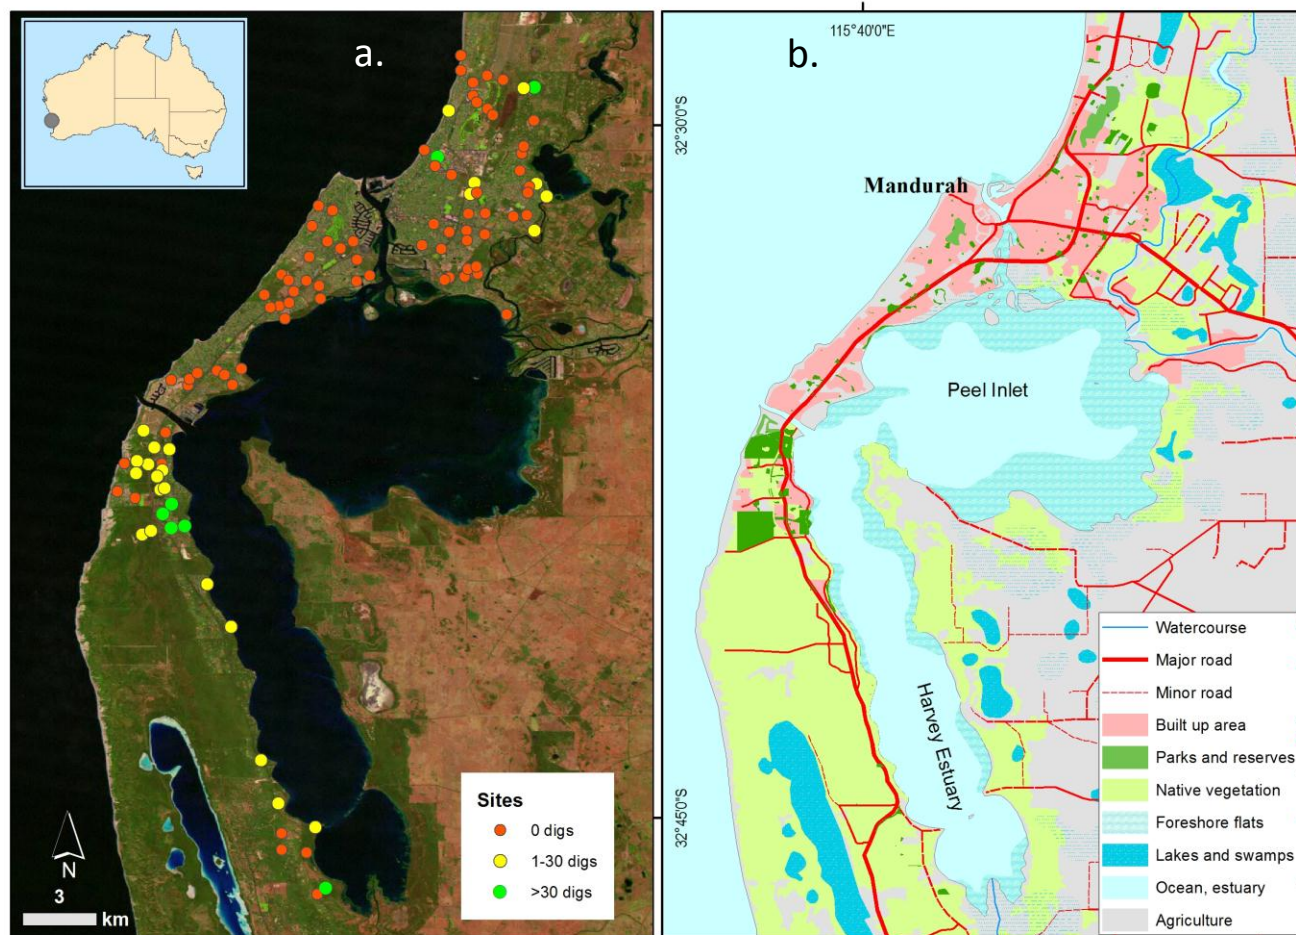 a.
Sites
0 digs
1-30 digs
>30 digs
N
3
km
b.
115°40'0"E
32°30'0"S
32°45'0"S
Mandurah
Peel Inlet
Harvey Estuary
Watercourse
Major road
Minor road
Built up area
Parks and reserves
Native vegetation
Foreshore flats
Lakes and swamps
Ocean, estuary
Agriculture